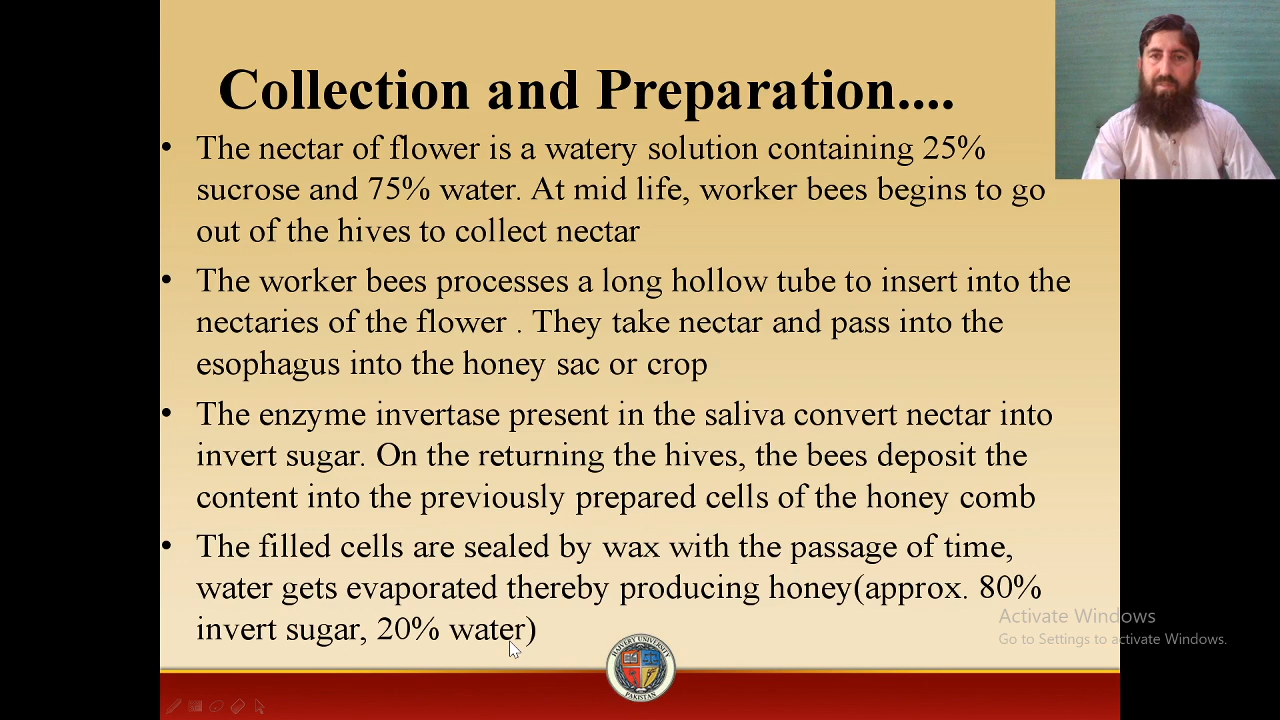 Collection and Preparation....
• The nectar of flower is a watery solution containing 25%
sucrose and 75% water. At mid life, worker bees begins to go
out of the hives to collect nectar
• The worker bees processes a long hollow tube to insert into the
nectaries of the flower . They take nectar and pass into the
esophagus into the honey sac or crop
• The enzyme invertase present in the saliva convert nectar into
invert sugar. On the returning the hives, the bees deposit the
content into the previously prepared cells of the honey comb
• The filled cells are sealed by wax with the passage of time,
water gets evaporated thereby producing honey(approx. 80%
invert sugar, 20% water)
Activate Windows
Go to Settings to activate Windows.
UNIVERSITY
PAKISTAN